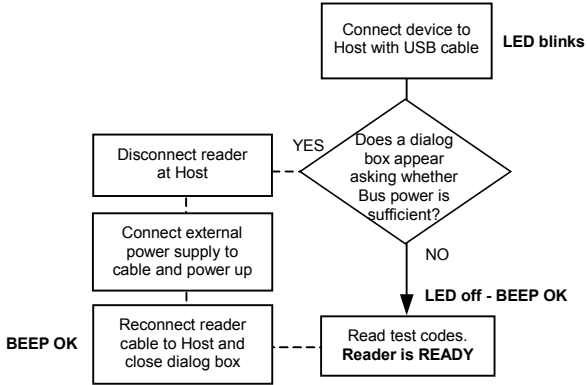 Connect device to
Host with USB cable
LED blinks
Does a dialog
box appear
asking whether
Bus power is
sufficient?
YES
Disconnect reader
at Host
Connect external
power supply to
cable and power up
Reconnect reader
cable to Host and
close dialog box
BEEP OK
NO
LED off - BEEP OK
Read test codes.
Reader is READY